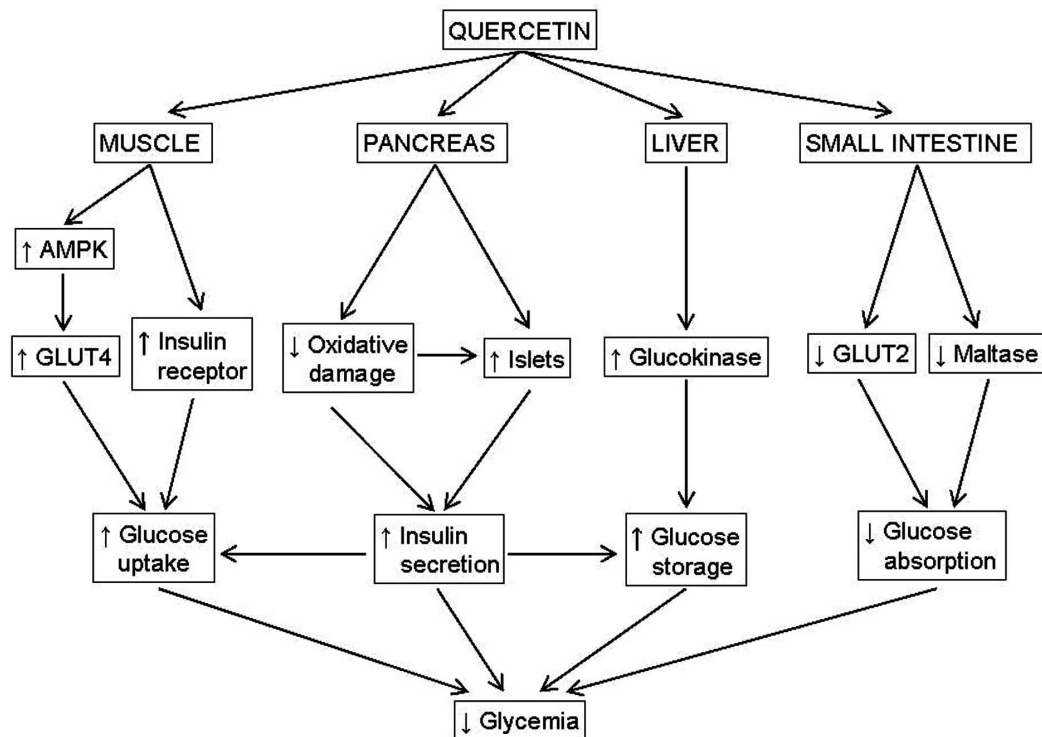 QUERCETIN
MUSCLE
PANCREAS
LIVER
SMALL INTESTINE
↑ AMPK
↑ GLUT4
↑ Insulin
receptor
↓ Oxidative
damage
↑ Islets
↑ Glucokinase
↓ GLUT2
↓ Maltase
↑ Glucose
uptake
↑ Insulin
secretion
↑ Glucose
storage
↓ Glucose
absorption
↓ Glycemia